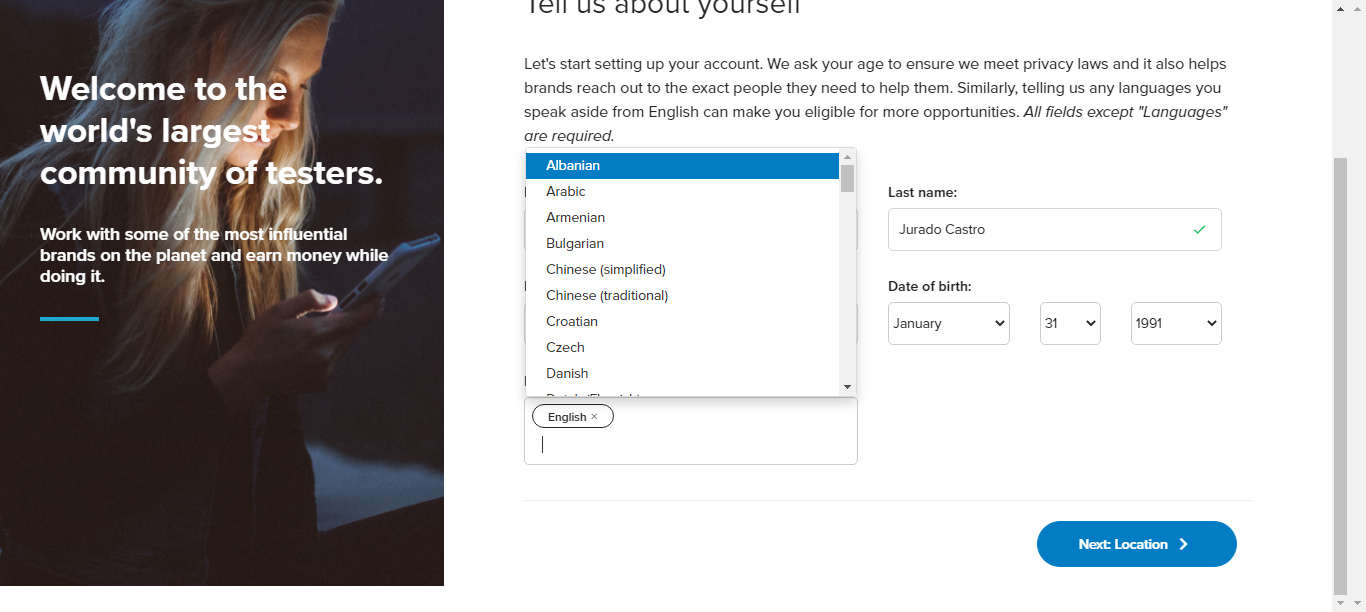 Tell us about yourself
Welcome to the
world's largest
community of testers.
Work with some of the most influential
brands on the planet and earn money while
doing it.
Let's start setting up your account. We ask your age to ensure we meet privacy laws and it also helps
brands reach out to the exact people they need to help them. Similarly, telling us any languages you
speak aside from English can make you eligible for more opportunities. All fields except "Languages"
are required.
Albanian
Arabic
Armenian
Bulgarian
Chinese (simplified)
Chinese (traditional)
Croatian
Czech
Danish
English ×
Last name:
Jurado Castro
Date of birth:
January 31 1991
Next: Location